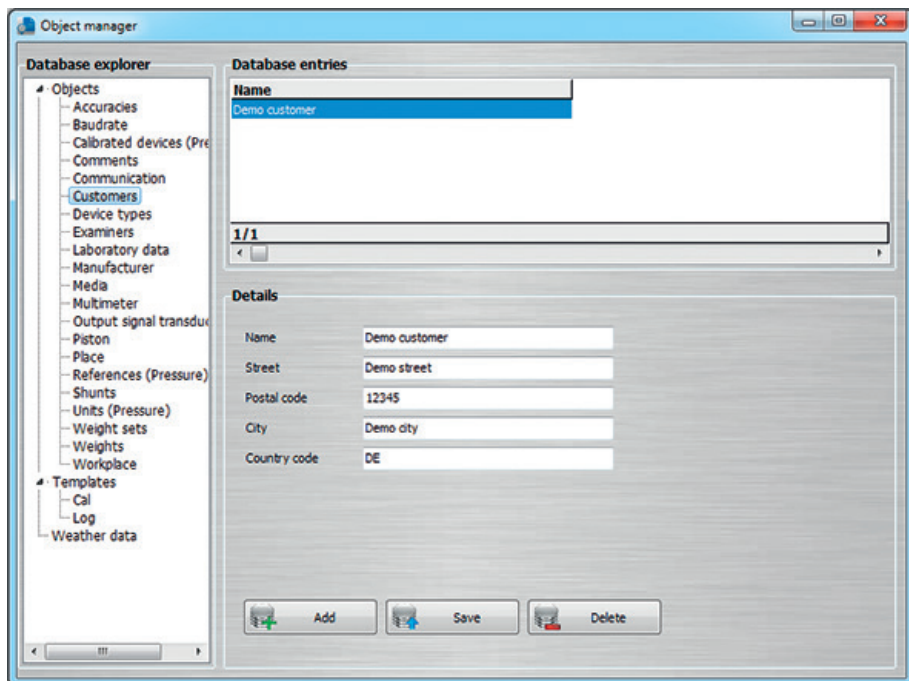 Object manager
Database explorer
Objects
Accuracies
Baudrate
Calibrated devices (Pre
Comments
Communication
Customers
Device types
Examiners
Laboratory data
Manufacturer
Media
Multimeter
Output signal transduc
Piston
Place
References (Pressure)
Shunts
Units (Pressure)
Weight sets
Weights
Workplace
Templates
Cal
Log
Weather data
Database entries
Name
Demo customer
1/1
Details
Name Demo customer
Street Demo street
Postal code 12345
City Demo city
Country code DE
Add Save Delete